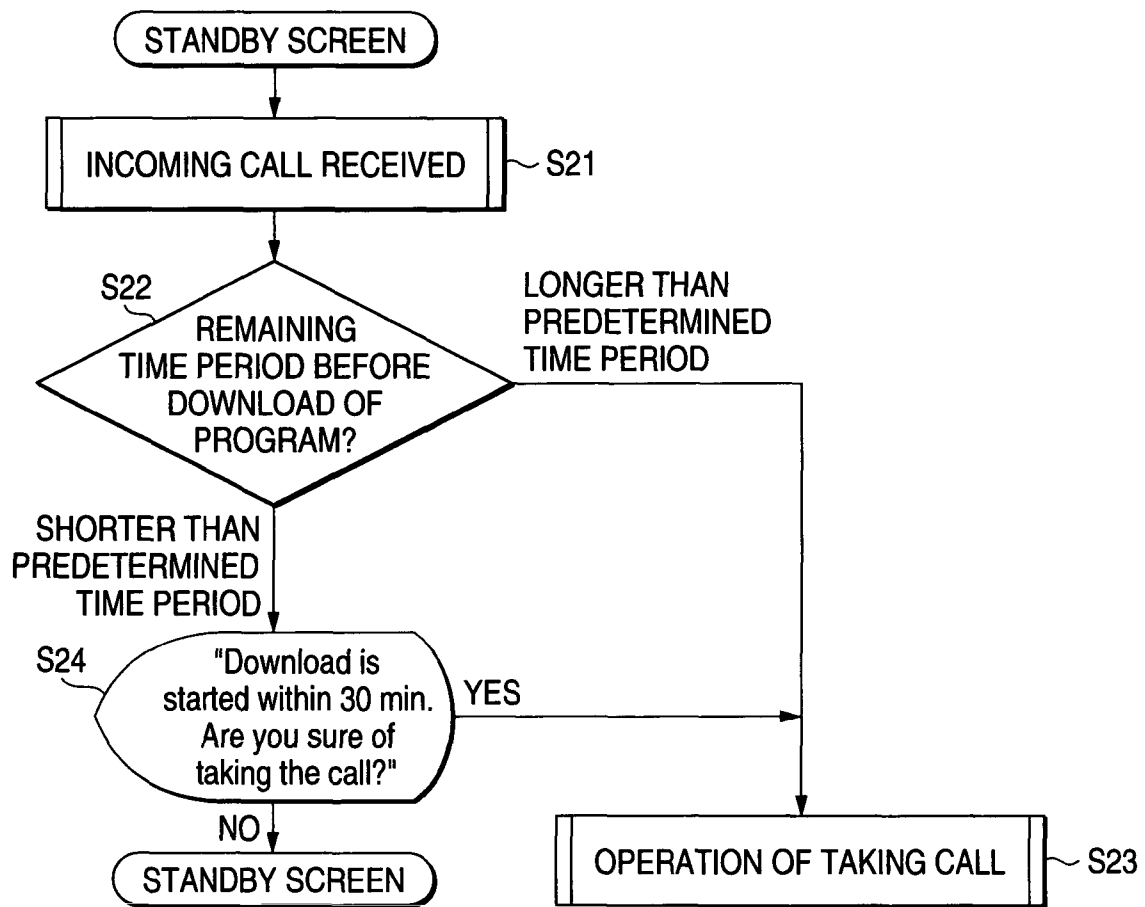 STANDBY SCREEN
INCOMING CALL RECEIVED
S21
S22
REMAINING
TIME PERIOD BEFORE
DOWNLOAD OF
PROGRAM?
LONGER THAN
PREDETERMINED
TIME PERIOD
SHORTER THAN
PREDETERMINED
TIME PERIOD
S24
"Download is
started within 30 min.
Are you sure of
taking the call?"
YES
NO
STANDBY SCREEN
OPERATION OF TAKING CALL
S23